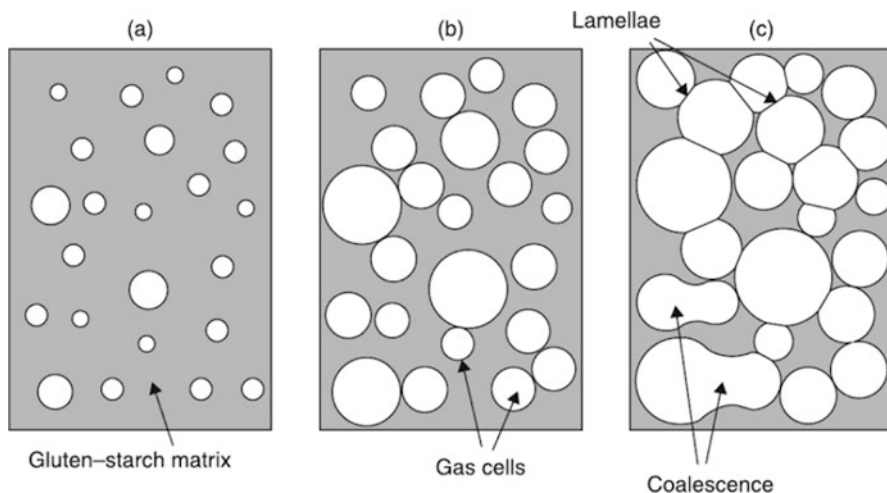 (a)
(b)
Lamellae
(c)
Gluten–starch matrix
Gas cells
Coalescence